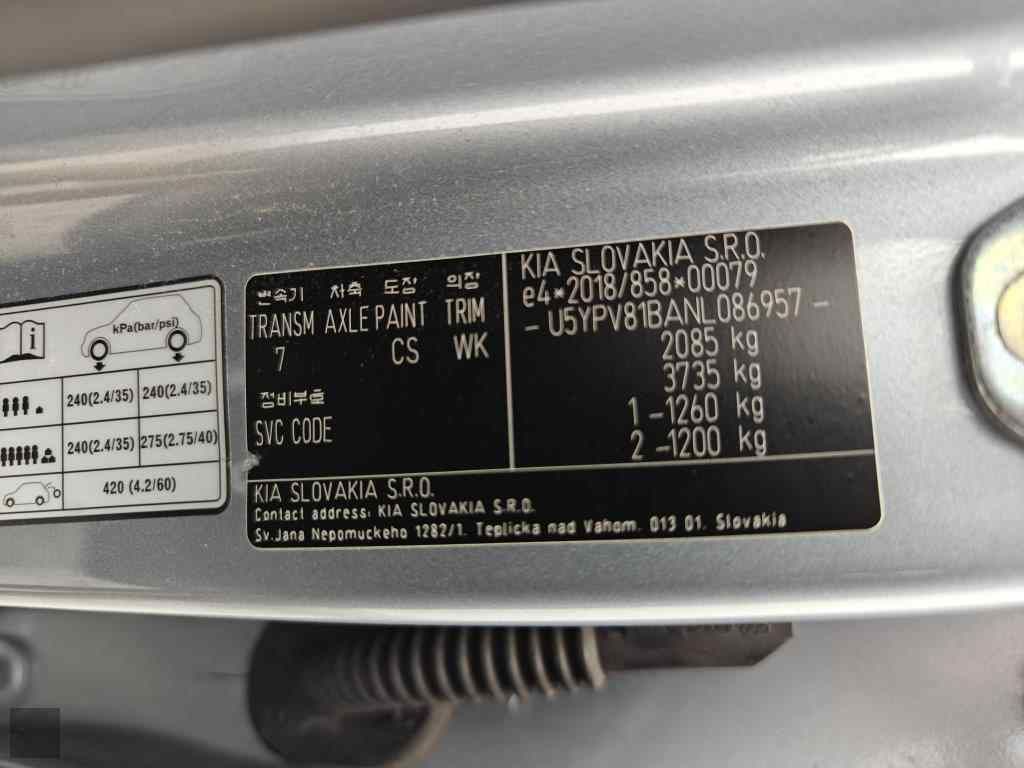 kPa(bar/psi)
240(2.4/35) 240(2.4/35)
240(2.4/35) 275(2.75/40)
420 (4.2/60)
변속기 차축 도장 의장
TRANSM AXLE PAINT TRIM
7 CS WK
정비부호
SVC CODE
KIA SLOVAKIA S.R.O.
e4*2018/858*00079
- U5YPV81BANL086957 -
2085 kg
3735 kg
1 -1260 kg
2 -1200 kg
KIA SLOVAKIA S.R.O.
Contact address: KIA SLOVAKIA S.R.O.
Sv.Jana Nepomuckeho 1282/1. Teplicka nad Vahom. 013 01. Slovakia